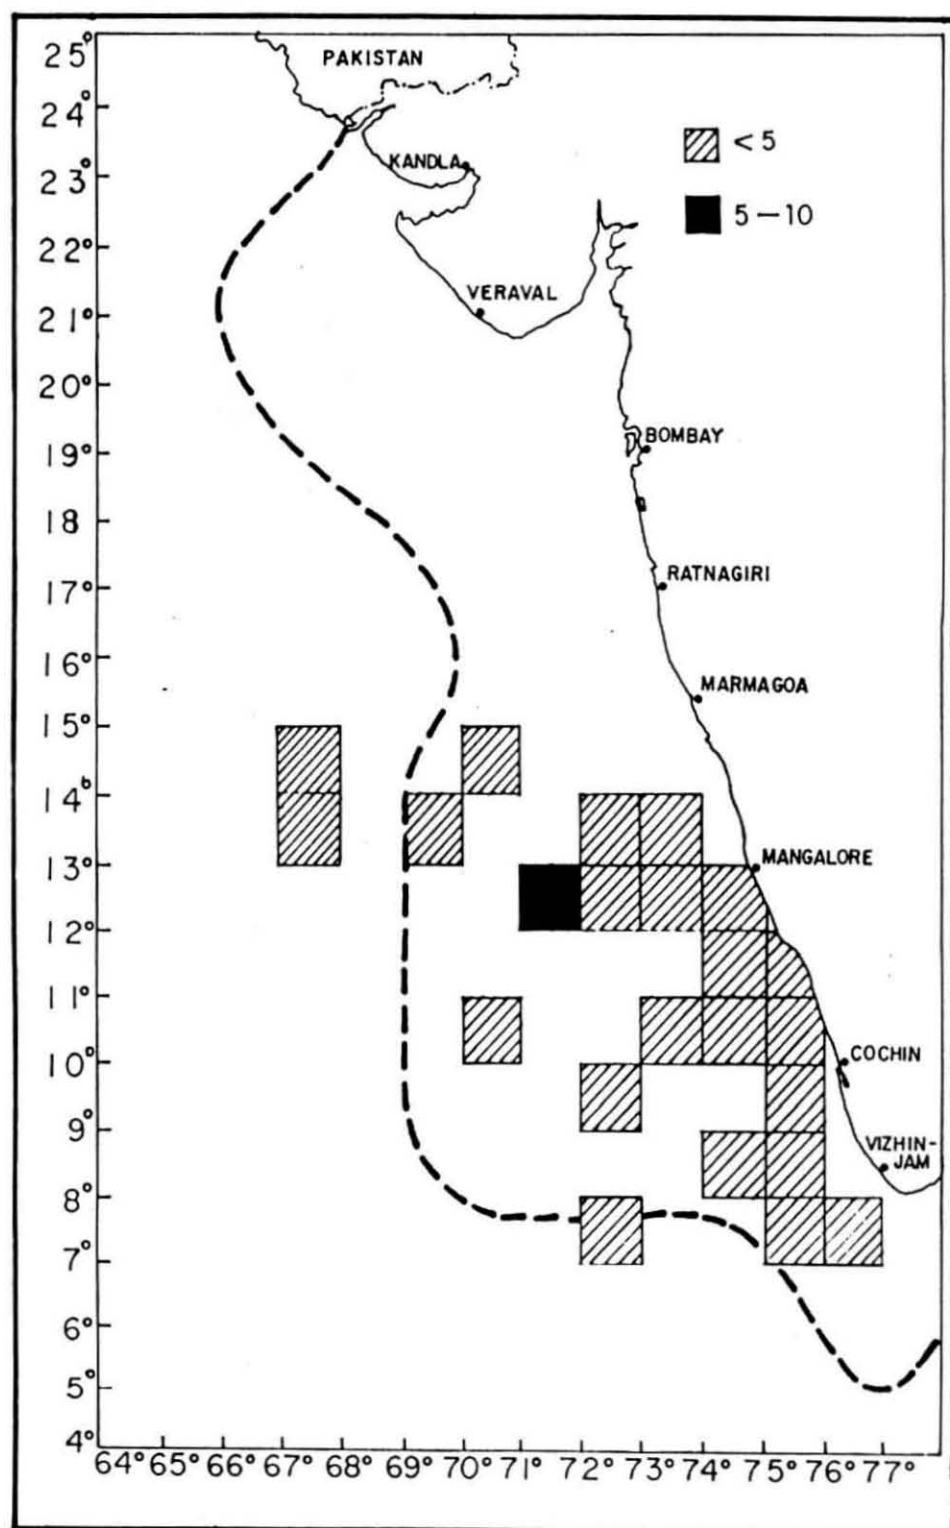 25°
PAKISTAN
24°
<5
KANDLA
23°
5–10
22°
VERAVAL
21°
20°
BOMBAY
19°
18
RATNAGIRI
17°
16°
MARMAGOA
15°
14°
MANGALORE
13°
12°
11°
COCHIN
10°
9°
VIZHIN-
JAM
8°
7°
6°
5°
4°
64° 65° 66° 67° 68° 69° 70° 71° 72° 73° 74° 75° 76° 77°